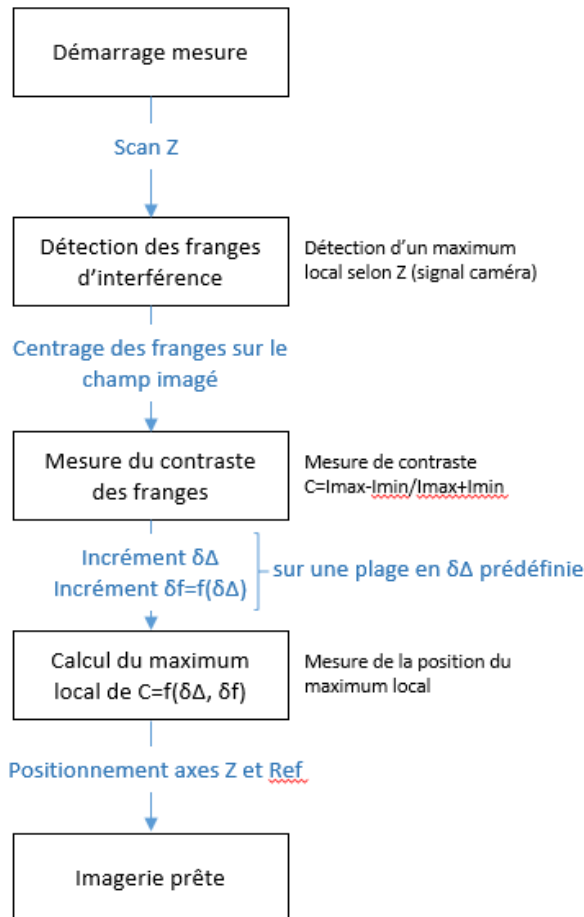 Démarrage mesure
Scan Z
Détection des franges
d'interférence
Détection d'un maximum
local selon Z (signal caméra)
Centrage des franges sur le
champ imagé
Mesure du contraste
des franges
Mesure de contraste
C=Imax-Imin/Imax+Imin
Incrément δΔ
Incrément δf=f(δΔ)
sur une plage en δΔ prédéfinie
Calcul du maximum
local de C=f(δΔ, δf)
Mesure de la position du
maximum local
Positionnement axes Z et Ref
Imagerie prête